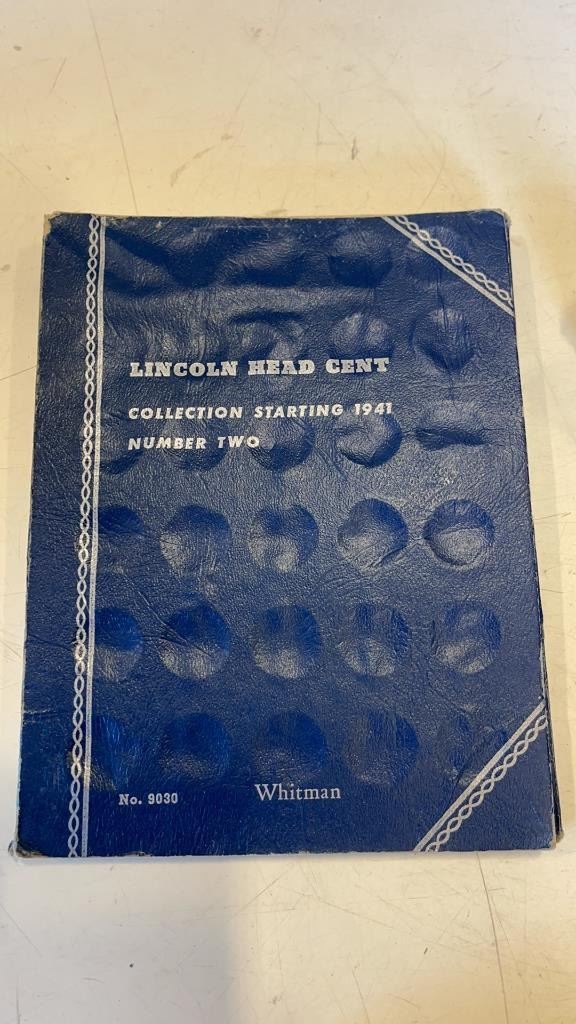 LINCOLN HEAD CENT
COLLECTION STARTING 1941
NUMBER TWO
No. 9030
Whitman